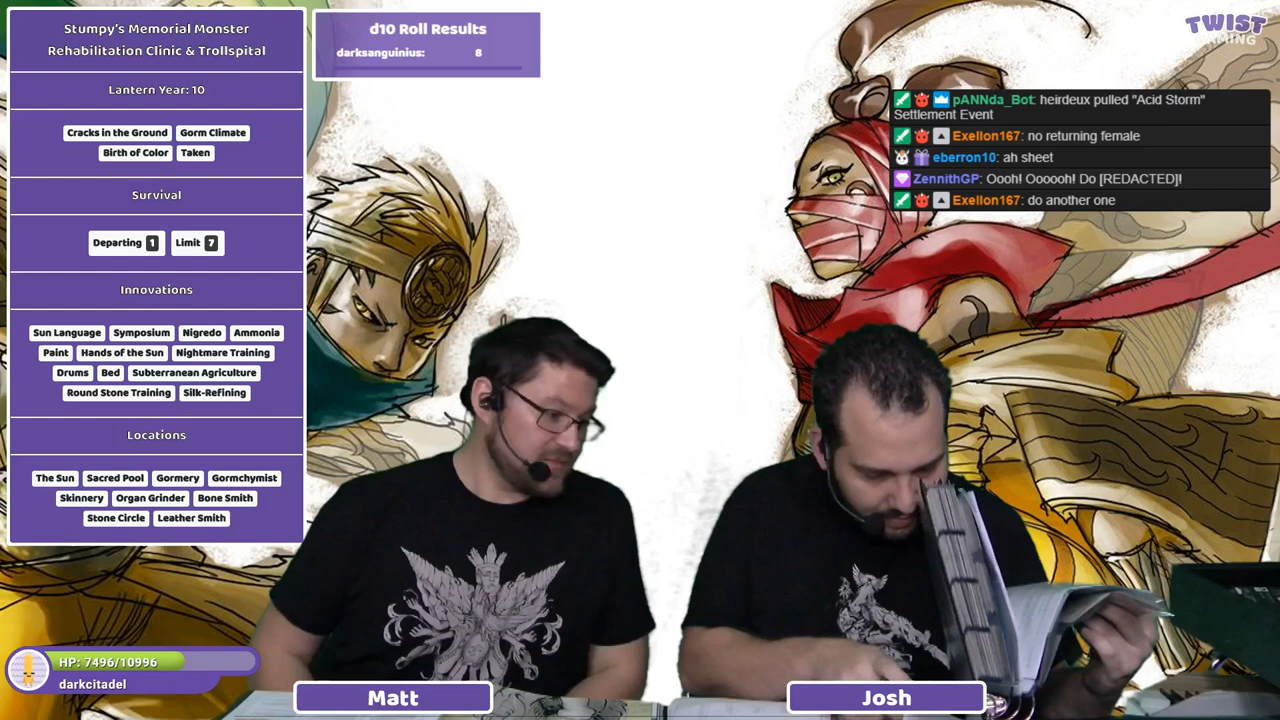 Stumpy's Memorial Monster
Rehabilitation Clinic & Trollspital
Lantern Year: 10
Cracks in the Ground Gorm Climate
Birth of Color Taken
Survival
Departing 1 Limit 7
Innovations
Sun Language Symposium Nigredo Ammonia
Paint Hands of the Sun Nightmare Training
Drums Bed Subterranean Agriculture
Round Stone Training Silk-Refining
Locations
The Sun Sacred Pool Gormery Gormchymist
Skinnery Organ Grinder Bone Smith
Stone Circle Leather Smith
HP: 7496/10996
darkcitadel
d10 Roll Results
darksanguinius: 8
TWIST
GAMING
pANNda_Bot: heirdeux pulled "Acid Storm"
Settlement Event
Exellon167: no returning female
eberron10: ah sheet
ZennithGP: Oooh! Oooooh! Do [REDACTED]!
Exellon167: do another one
Matt
Josh